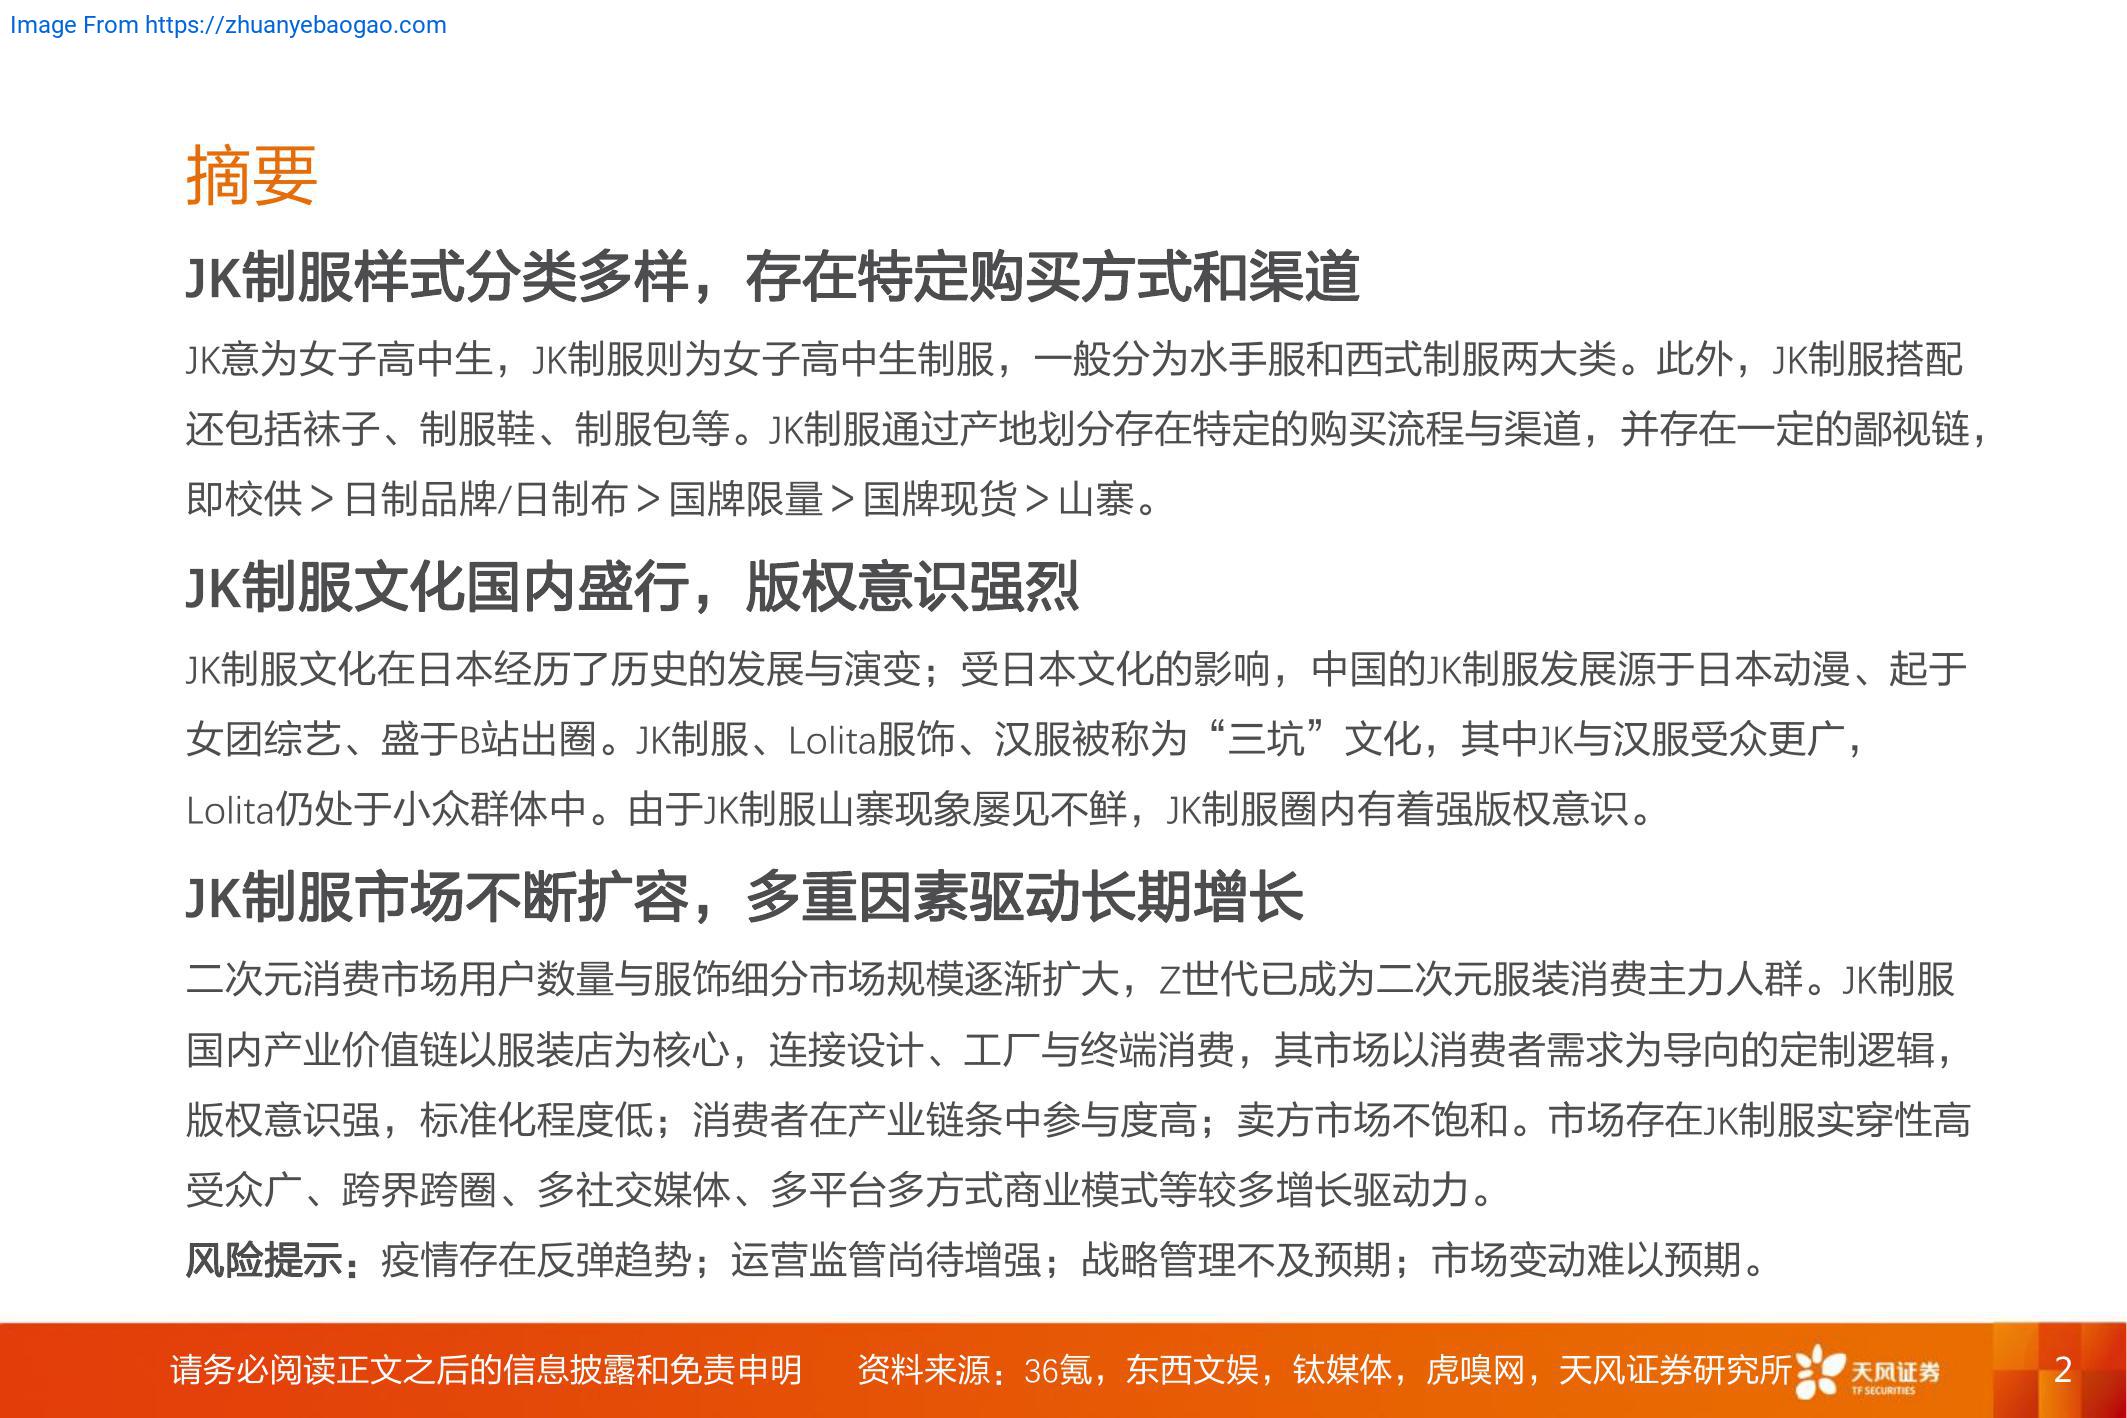 Image From https://zhuanyebaogao.com
摘要
JK制服样式分类多样，存在特定购买方式和渠道
JK意为女子高中生，JK制服则为女子高中生制服，一般分为水手服和西式制服两大类。此外，JK制服搭配
还包括袜子、制服鞋、制服包等。JK制服通过产地划分存在特定的购买流程与渠道，并存在一定的鄙视链，
即校供＞日制品牌/日制布＞国牌限量＞国牌现货＞山寨。
JK制服文化国内盛行，版权意识强烈
JK制服文化在日本经历了历史的发展与演变；受日本文化的影响，中国的JK制服发展源于日本动漫、起于
女团综艺、盛于B站出圈。JK制服、Lolita服饰、汉服被称为“三坑”文化，其中JK与汉服受众更广，
Lolita仍处于小众群体中。由于JK制服山寨现象屡见不鲜，JK制服圈内有着强版权意识。
JK制服市场不断扩容，多重因素驱动长期增长
二次元消费市场用户数量与服饰细分市场规模逐渐扩大，Z世代已成为二次元服装消费主力人群。JK制服
国内产业价值链以服装店为核心，连接设计、工厂与终端消费，其市场以消费者需求为导向的定制逻辑，
版权意识强，标准化程度低；消费者在产业链条中参与度高；卖方市场不饱和。市场存在JK制服实穿性高
受众广、跨界跨圈、多社交媒体、多平台多方式商业模式等较多增长驱动力。
风险提示：疫情存在反弹趋势；运营监管尚待增强；战略管理不及预期；市场变动难以预期。
请务必阅读正文之后的信息披露和免责申明 资料来源：36氪，东西文娱，钛媒体，虎嗅网，天风证券研究所 天风证券 2
TF SECURITIES